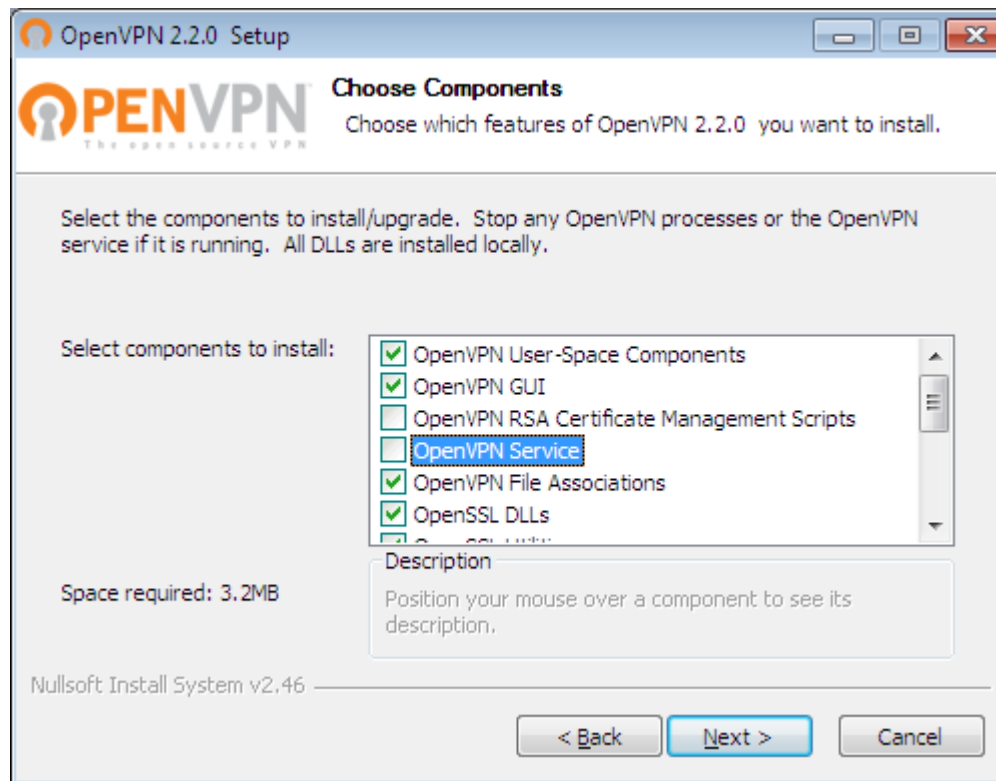 OpenVPN 2.2.0 Setup
OPENVPN
The open source VPN
Choose Components
Choose which features of OpenVPN 2.2.0 you want to install.
Select the components to install/upgrade. Stop any OpenVPN processes or the OpenVPN
service if it is running. All DLLs are installed locally.
Select components to install:
OpenVPN User-Space Components
OpenVPN GUI
OpenVPN RSA Certificate Management Scripts
OpenVPN Service
OpenVPN File Associations
OpenSSL DLLs
Space required: 3.2MB
Description
Position your mouse over a component to see its
description.
Nullsoft Install System v2.46
< Back
Next >
Cancel